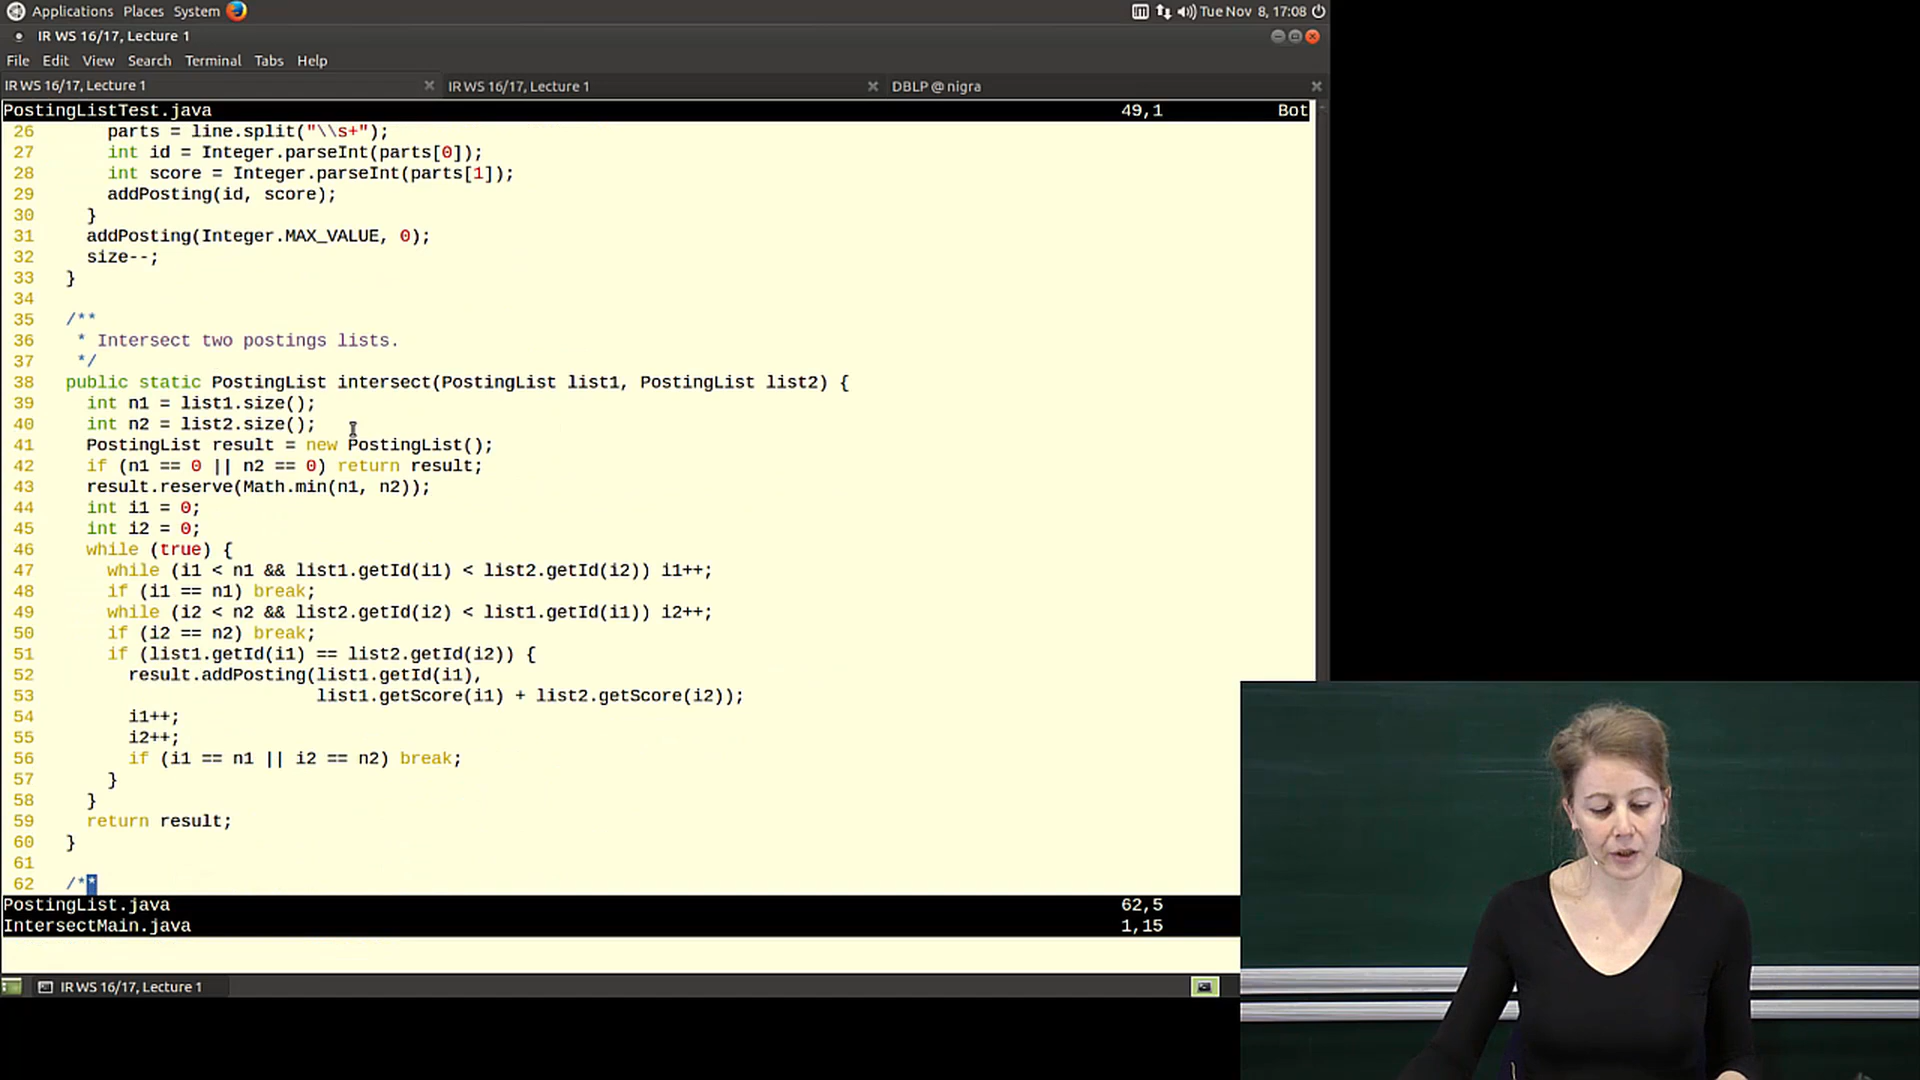 Applications Places System Tue Nov 8, 17:08
IR WS 16/17, Lecture 1
File Edit View Search Terminal Tabs Help
IR WS 16/17, Lecture 1 IR WS 16/17, Lecture 1 DBLP @ nigra
PostingListTest.java 49,1 Bot
26 parts = line.split("\\s+");
27 int id = Integer.parseInt(parts[0]);
28 int score = Integer.parseInt(parts[1]);
29 addPosting(id, score);
30 }
31 addPosting(Integer.MAX_VALUE, 0);
32 size--;
33 }
34
35 /**
36 * Intersect two postings lists.
37 */
38 public static PostingList intersect(PostingList list1, PostingList list2) {
39 int n1 = list1.size();
40 int n2 = list2.size();
41 PostingList result = new PostingList();
42 if (n1 == 0 || n2 == 0) return result;
43 result.reserve(Math.min(n1, n2));
44 int i1 = 0;
45 int i2 = 0;
46 while (true) {
47 while (i1 < n1 && list1.getId(i1) < list2.getId(i2)) i1++;
48 if (i1 == n1) break;
49 while (i2 < n2 && list2.getId(i2) < list1.getId(i1)) i2++;
50 if (i2 == n2) break;
51 if (list1.getId(i1) == list2.getId(i2)) {
52 result.addPosting(list1.getId(i1),
53 list1.getScore(i1) + list2.getScore(i2));
54 i1++;
55 i2++;
56 if (i1 == n1 || i2 == n2) break;
57 }
58 }
59 return result;
60 }
61
62 /**
PostingList.java 62,5
IntersectMain.java 1,15
IR WS 16/17, Lecture 1